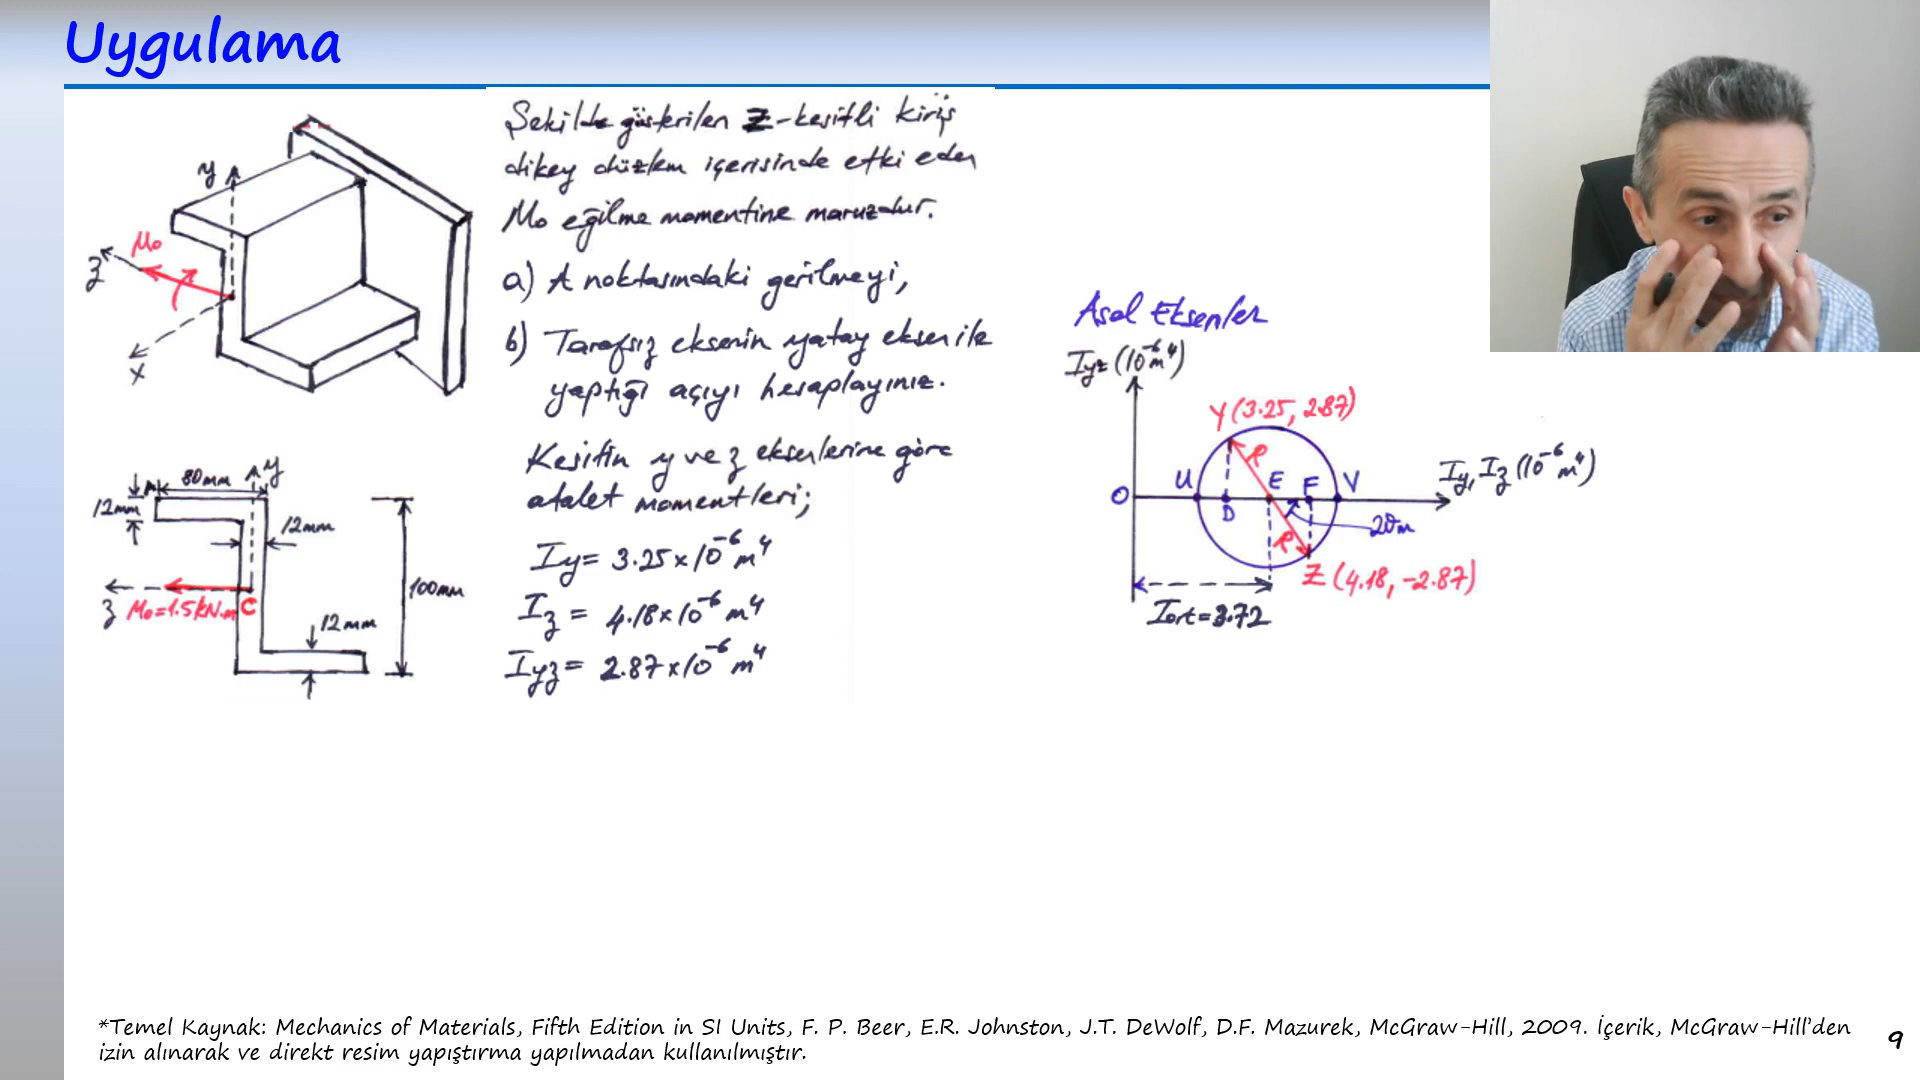 Uygulama
Şekilde gösterilen Z-kesitli kiriş
dikey düzlem içerisinde etki eden
Mo eğilme momentine maruzdur.
a) A noktasındaki gerilmeyi,
b) Tarafsız eksenin yatay eksen ile
yaptığı açıyı hesaplayınız.
Kesitin y ve z eksenlerine göre
atalet momentleri;
Iy = 3.25 x 10⁻⁶ m⁴
Iz = 4.18 x 10⁻⁶ m⁴
Iyz = 2.87 x 10⁻⁶ m⁴
y
Mo
z
x
A
80mm
y
12mm
12mm
100mm
z
Mo=1.5kN.m
C
12mm
Asal Eksenler
Iyz (10⁻⁶ m⁴)
Y (3.25, 2.87)
R
U
E
F
V
Iy, Iz (10⁻⁶ m⁴)
O
D
2θm
R
Z (4.18, -2.87)
Iort = 3.72
*Temel Kaynak: Mechanics of Materials, Fifth Edition in SI Units, F. P. Beer, E.R. Johnston, J.T. DeWolf, D.F. Mazurek, McGraw-Hill, 2009. İçerik, McGraw-Hill'den
izin alınarak ve direkt resim yapıştırma yapılmadan kullanılmıştır.
9